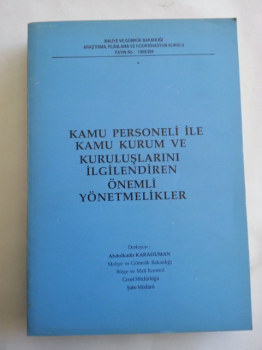 MALİYE VE GÜMRÜK BAKANLIĞI
ARAŞTIRMA, PLANLAMA VE KOORDİNASYON KURULU
KAMU PERSONELİ İLE
KAMU KURUM VE
KURULUŞLARINI
İLGİLENDİREN
ÖNEMLİ
YÖNETMELİKLER
Derleyen :
Abdulkadir KARADUMAN
Maliye ve Gümrük Bakanlığı
Bütçe ve Mali Kontrol
Genel Müdürlüğü
Şube Müdürü